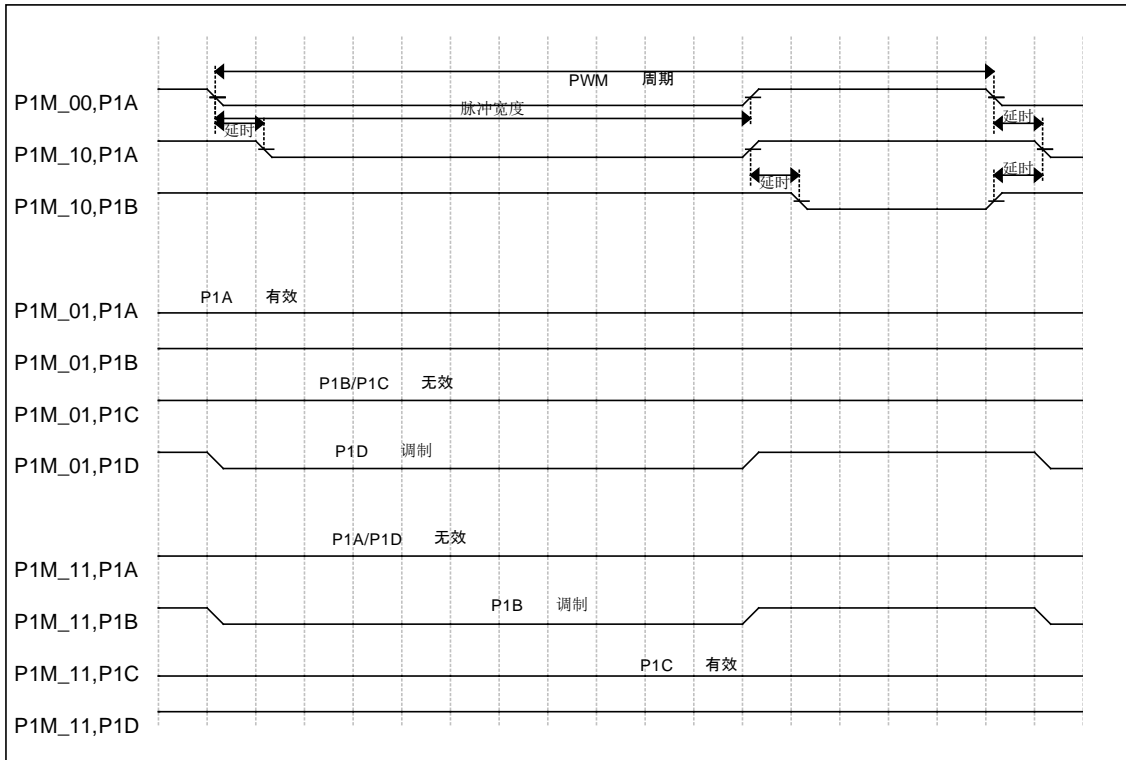 PWM 周期
P1M_00,P1A
脉冲宽度
延时
延时
P1M_10,P1A
延时
延时
P1M_10,P1B
P1A 有效
P1M_01,P1A
P1M_01,P1B
P1B/P1C 无效
P1M_01,P1C
P1D 调制
P1M_01,P1D
P1A/P1D 无效
P1M_11,P1A
P1B 调制
P1M_11,P1B
P1C 有效
P1M_11,P1C
P1M_11,P1D